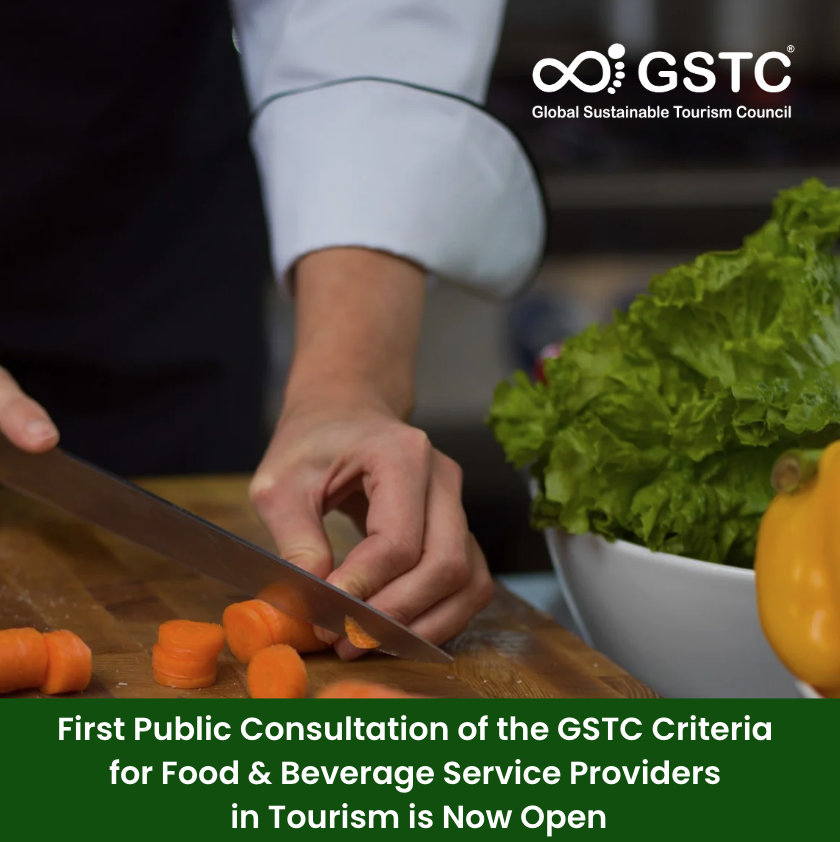 GSTC®
Global Sustainable Tourism Council
First Public Consultation of the GSTC Criteria
for Food & Beverage Service Providers
in Tourism is Now Open